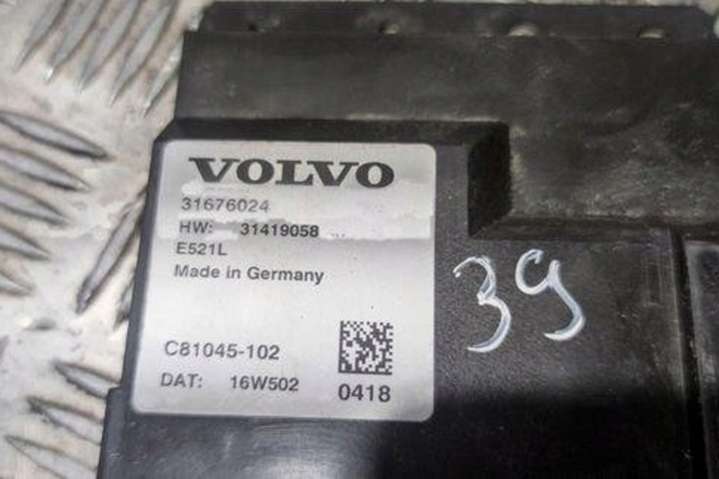 VOLVO
31676024
HW: 31419058
E521L
Made in Germany
C81045-102
DAT: 16W502
0418
39